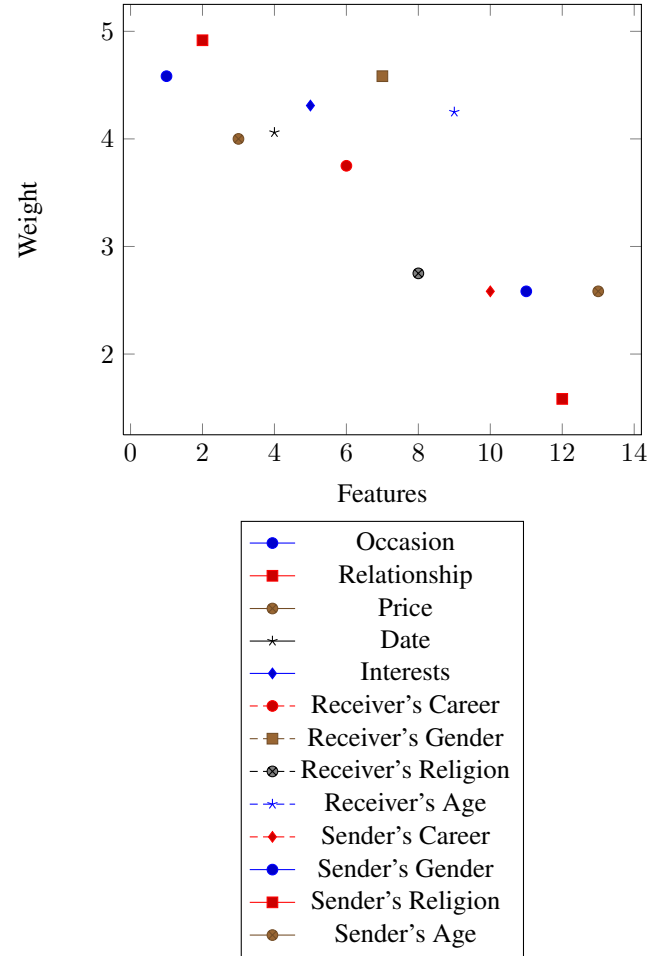 5
4
3
2
Weight
0 2 4 6 8 10 12 14
Features
Occasion
Relationship
Price
Date
Interests
Receiver's Career
Receiver's Gender
Receiver's Religion
Receiver's Age
Sender's Career
Sender's Gender
Sender's Religion
Sender's Age